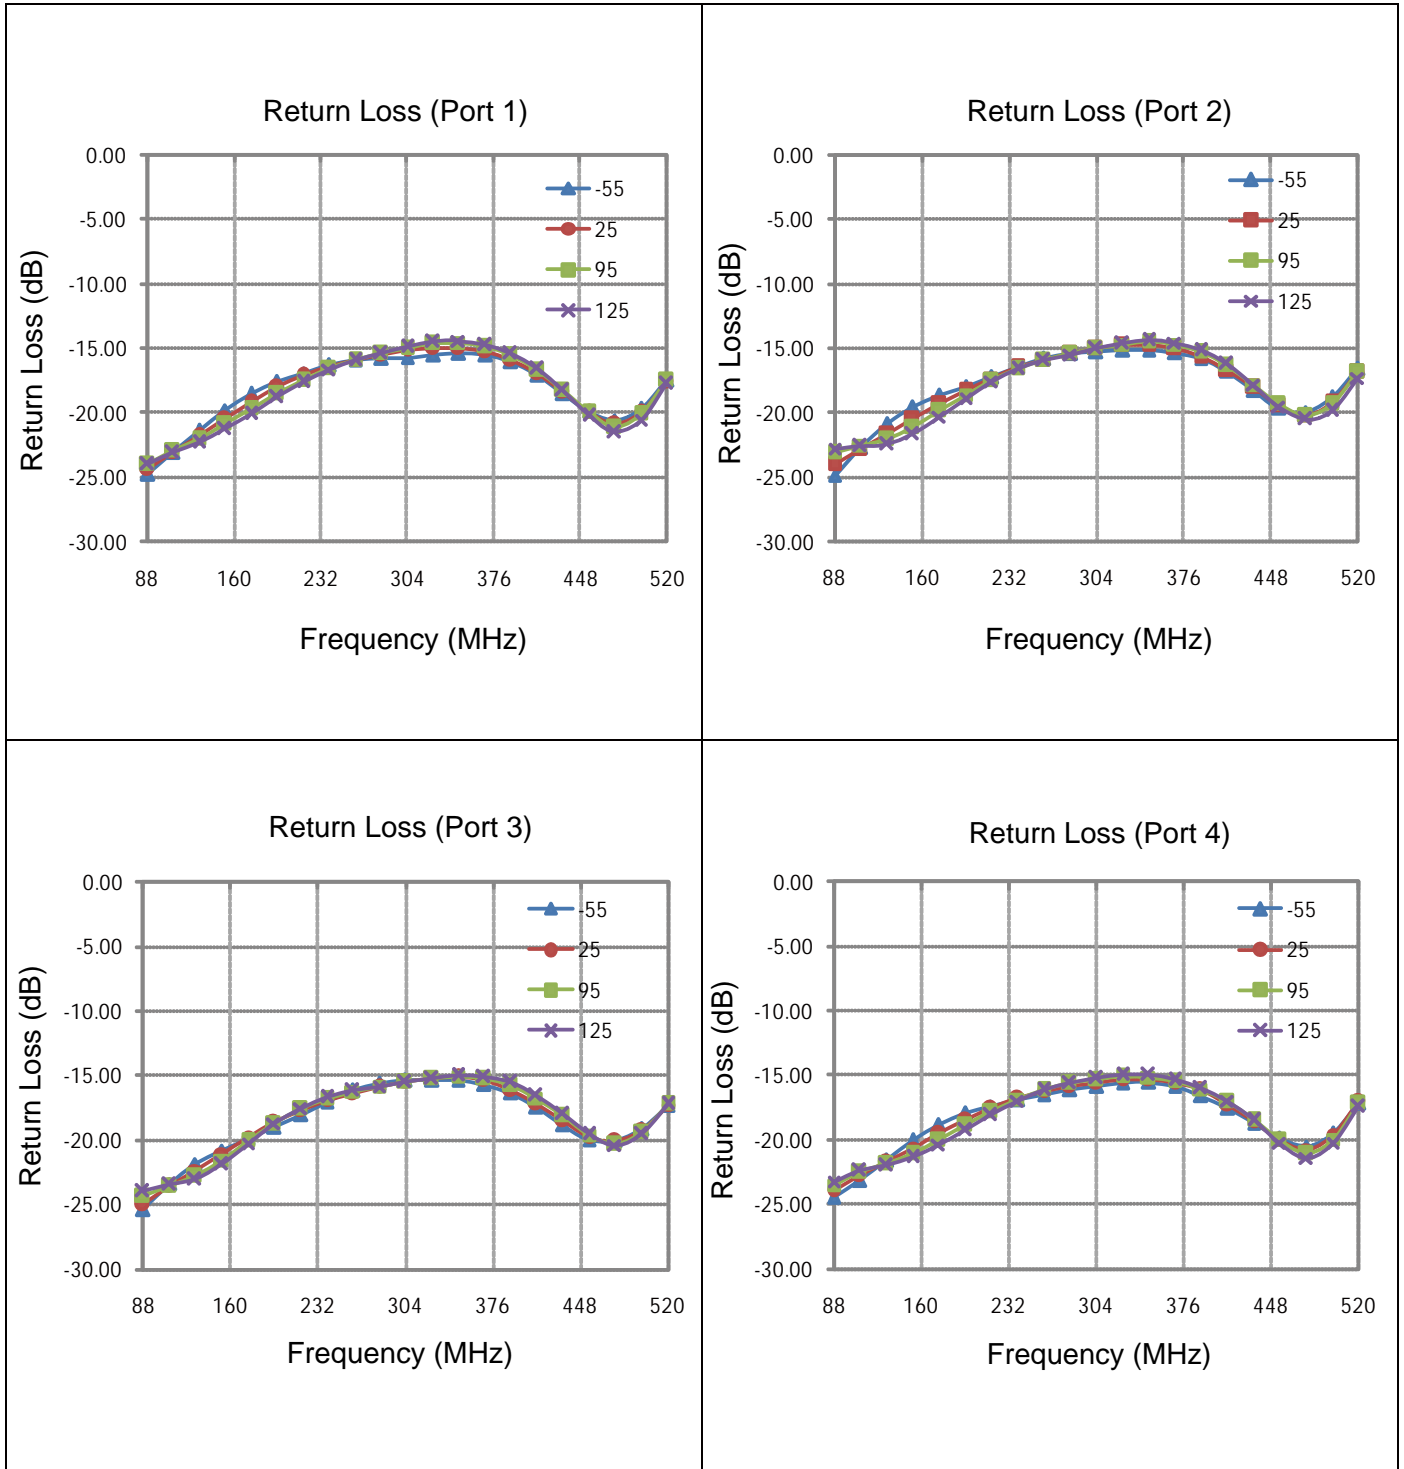 Return Loss (Port 1)
Return Loss (dB)
0.00
-5.00
-10.00
-15.00
-20.00
-25.00
-30.00
-55
25
95
125
88 160 232 304 376 448 520
Frequency (MHz)
Return Loss (Port 2)
Return Loss (dB)
0.00
-5.00
-10.00
-15.00
-20.00
-25.00
-30.00
-55
25
95
125
88 160 232 304 376 448 520
Frequency (MHz)
Return Loss (Port 3)
Return Loss (dB)
0.00
-5.00
-10.00
-15.00
-20.00
-25.00
-30.00
-55
25
95
125
88 160 232 304 376 448 520
Frequency (MHz)
Return Loss (Port 4)
Return Loss (dB)
0.00
-5.00
-10.00
-15.00
-20.00
-25.00
-30.00
-55
25
95
125
88 160 232 304 376 448 520
Frequency (MHz)